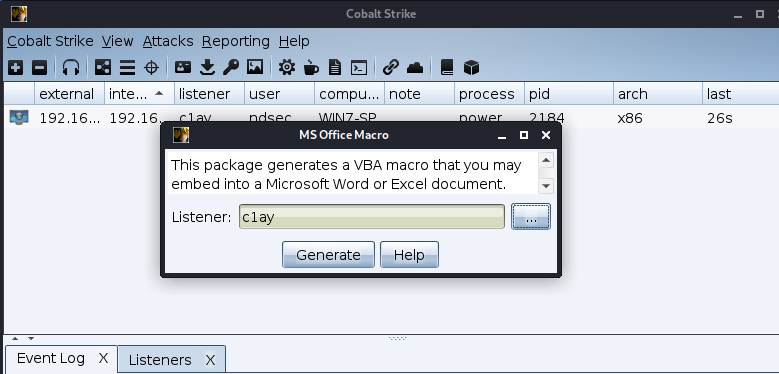 Cobalt Strike
Cobalt Strike View Attacks Reporting Help
external inte... listener user compu... note process pid arch last
192.16... 192.16... c1ay ndsec WIN7-SP... power... 2184 x86 26s
MS Office Macro
This package generates a VBA macro that you may
embed into a Microsoft Word or Excel document.
Listener: c1ay ...
Generate Help
Event Log X Listeners X